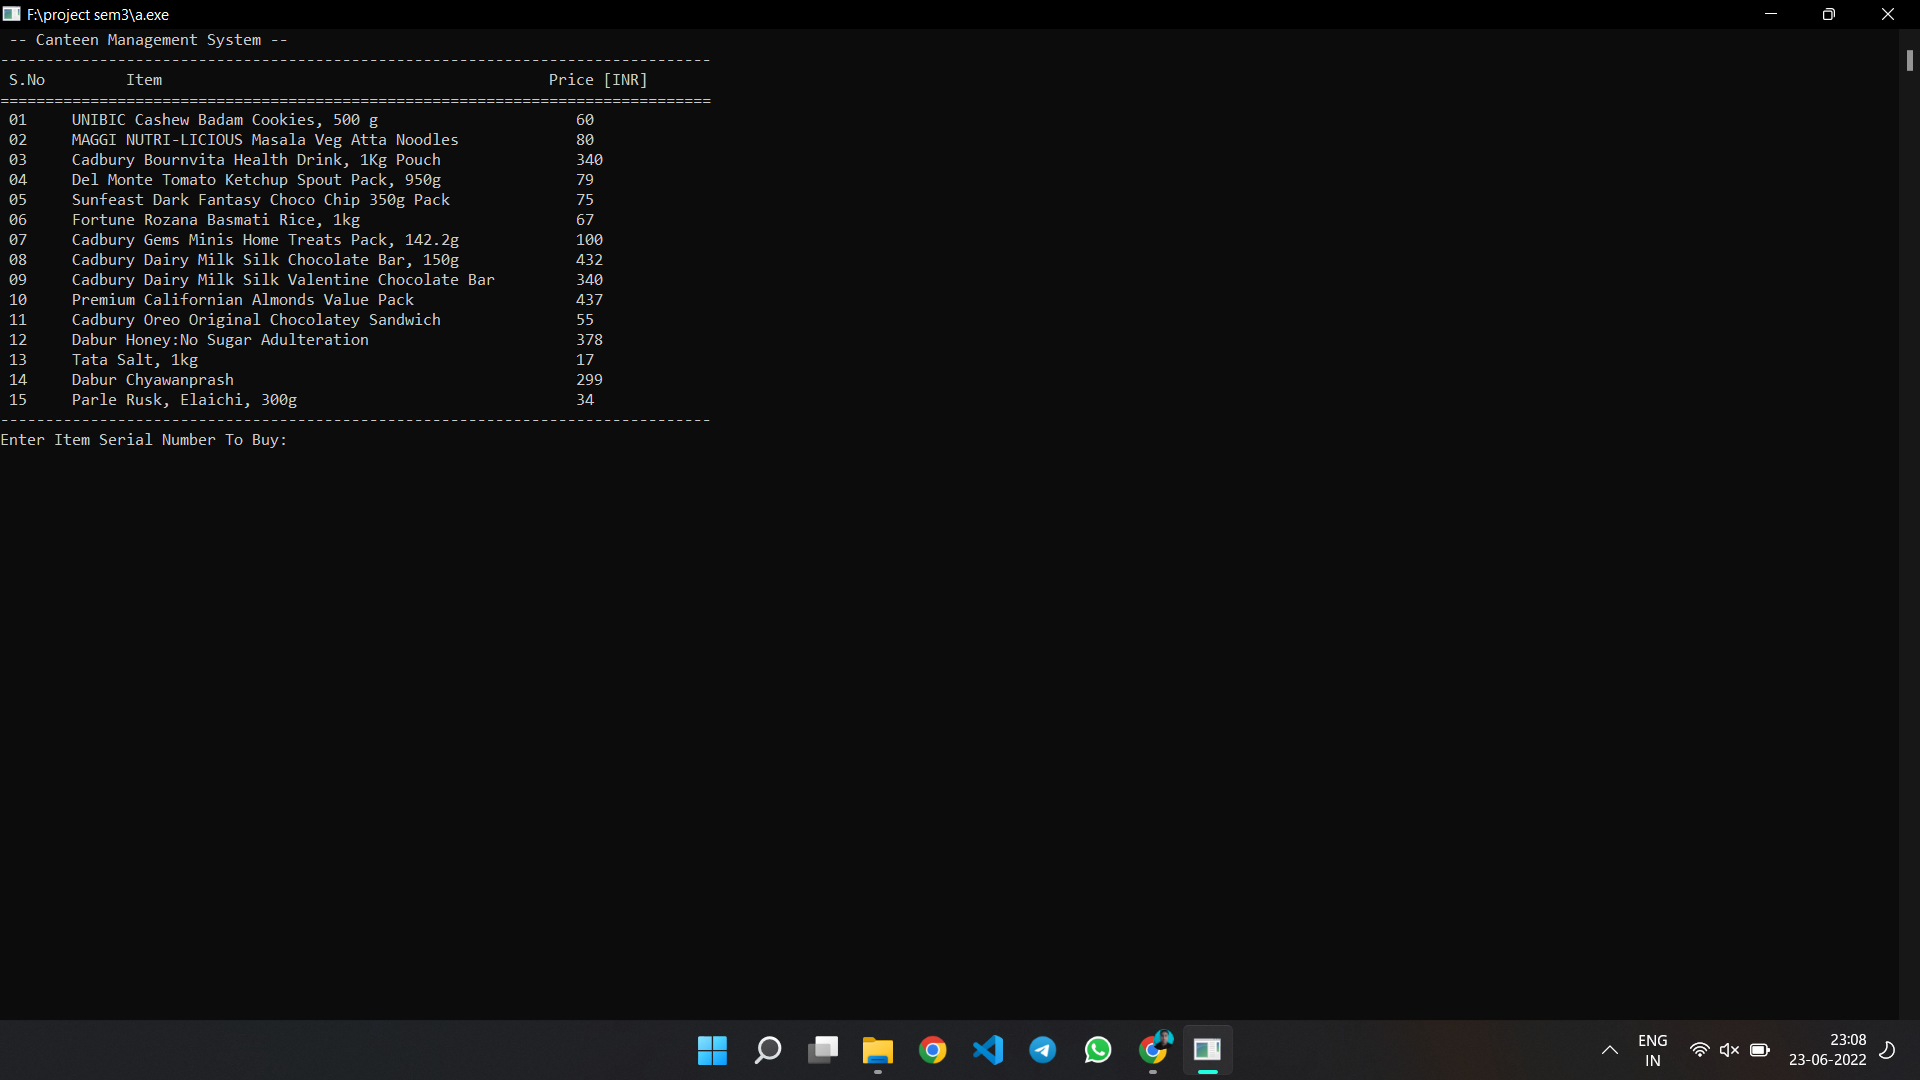 F:\project sem3\a.exe
-- Canteen Management System --
-------------------------------------------------------------------------------
S.No Item Price [INR]
===============================================================================
01 UNIBIC Cashew Badam Cookies, 500 g 60
02 MAGGI NUTRI-LICIOUS Masala Veg Atta Noodles 80
03 Cadbury Bournvita Health Drink, 1Kg Pouch 340
04 Del Monte Tomato Ketchup Spout Pack, 950g 79
05 Sunfeast Dark Fantasy Choco Chip 350g Pack 75
06 Fortune Rozana Basmati Rice, 1kg 67
07 Cadbury Gems Minis Home Treats Pack, 142.2g 100
08 Cadbury Dairy Milk Silk Chocolate Bar, 150g 432
09 Cadbury Dairy Milk Silk Valentine Chocolate Bar 340
10 Premium Californian Almonds Value Pack 437
11 Cadbury Oreo Original Chocolatey Sandwich 55
12 Dabur Honey:No Sugar Adulteration 378
13 Tata Salt, 1kg 17
14 Dabur Chyawanprash 299
15 Parle Rusk, Elaichi, 300g 34
-------------------------------------------------------------------------------
Enter Item Serial Number To Buy:
ENG
IN
23:08
23-06-2022